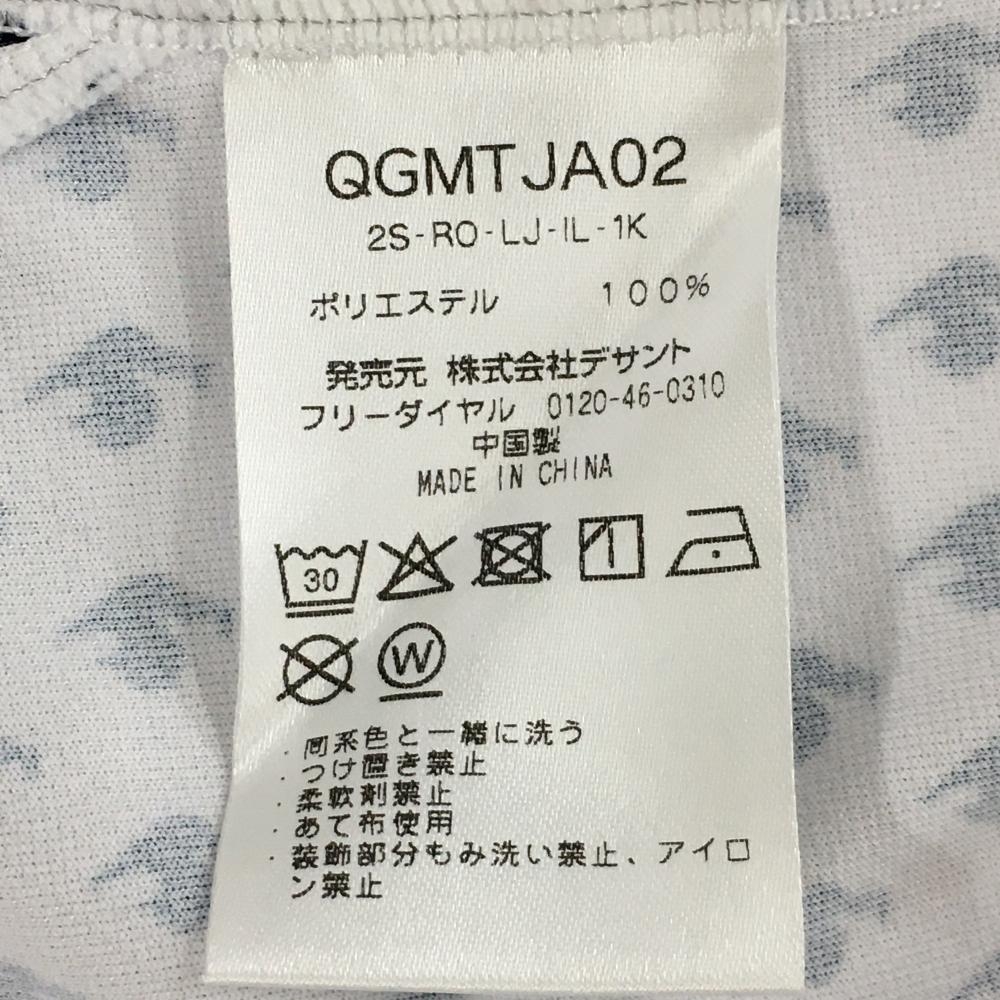 QGMTJA02
2S-RO-LJ-IL-1K
ポリエステル 100%
発売元 株式会社デサント
フリーダイヤル 0120-46-0310
中国製
MADE IN CHINA
30
W
・同系色と一緒に洗う
・つけ置き禁止
・柔軟剤禁止
・あて布使用
・装飾部分もみ洗い禁止、アイロ
ン禁止